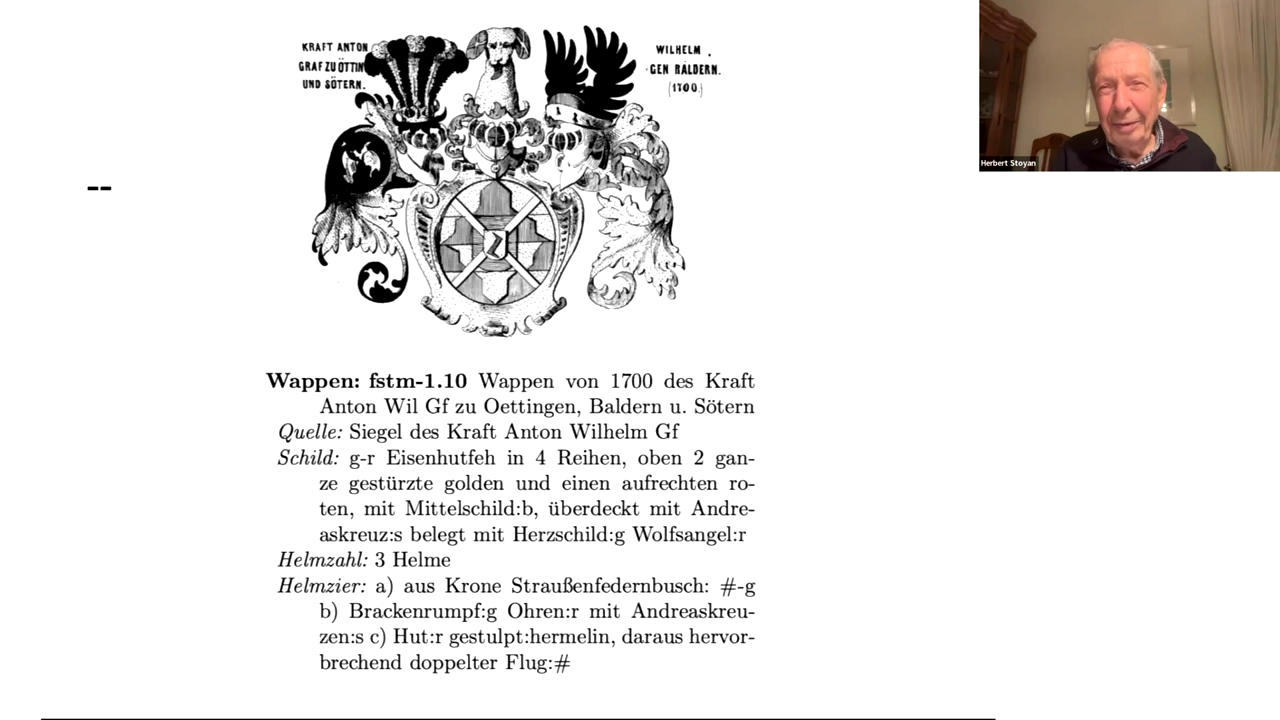 KRAFT ANTON
GRAF ZU ÖTTIN
UND SÖTERN.
WILHELM .
GEN BALDERN.
(1700)
Herbert Stoyan
--
Wappen: fstm-1.10 Wappen von 1700 des Kraft
Anton Wil Gf zu Oettingen, Baldern u. Sötern
Quelle: Siegel des Kraft Anton Wilhelm Gf
Schild: g-r Eisenhutfeh in 4 Reihen, oben 2 gan-
ze gestürzte golden und einen aufrechten ro-
ten, mit Mittelschild:b, überdeckt mit Andre-
askreuz:s belegt mit Herzschild:g Wolfsangel:r
Helmzahl: 3 Helme
Helmzier: a) aus Krone Straußenfedernbusch: #-g
b) Brackenrumpf:g Ohren:r mit Andreaskreu-
zen:s c) Hut:r gestulpt:hermelin, daraus hervor-
brechend doppelter Flug:#